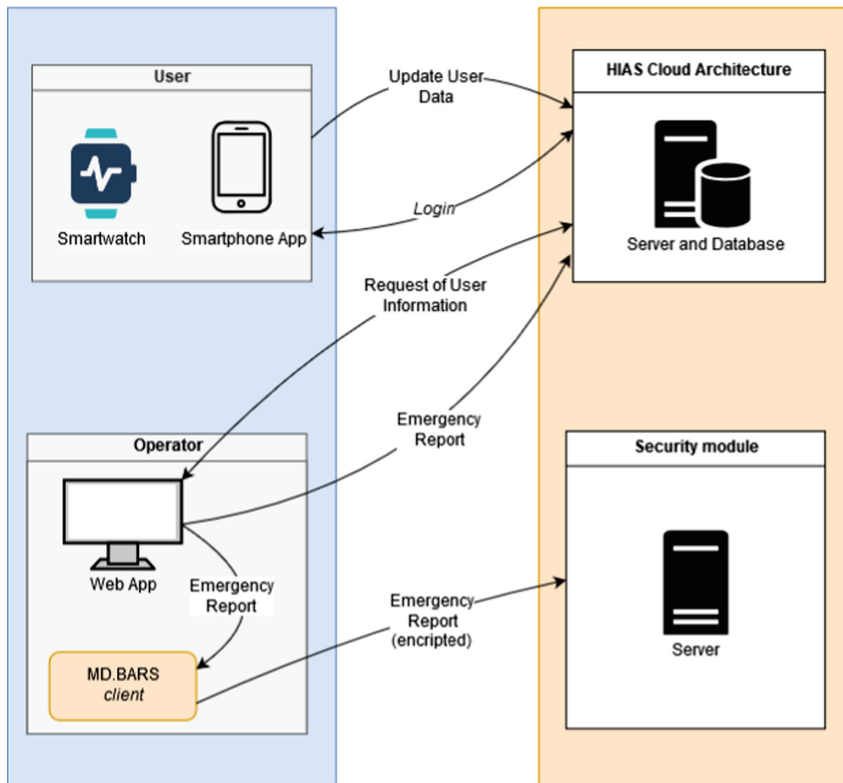 User
Smartwatch
Smartphone App
Update User
Data
Login
HIAS Cloud Architecture
Server and Database
Request of User
Information
Operator
Web App
Emergency
Report
MD.BARS
client
Emergency
Report
Emergency
Report
(encripted)
Security module
Server